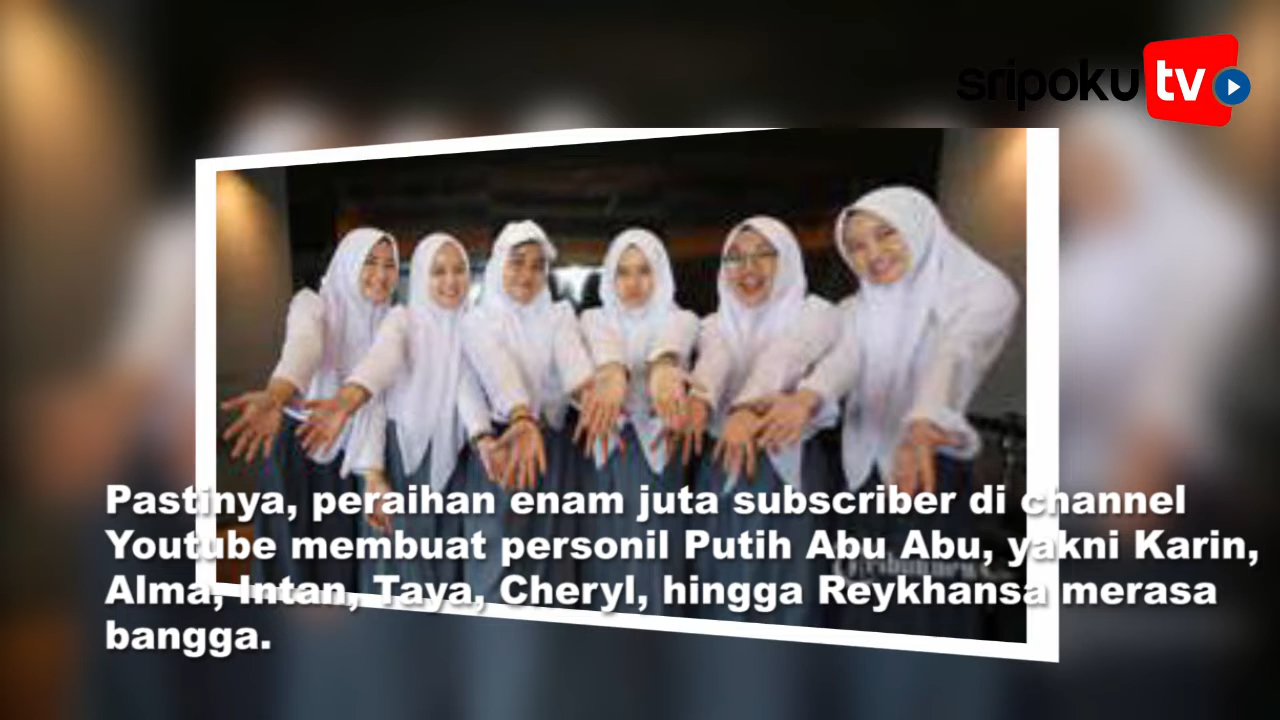 sripoku tv
Pastinya, peraihan enam juta subscriber di channel
Youtube membuat personil Putih Abu Abu, yakni Karin,
Alma, Intan, Taya, Cheryl, hingga Reykhansa merasa
bangga.